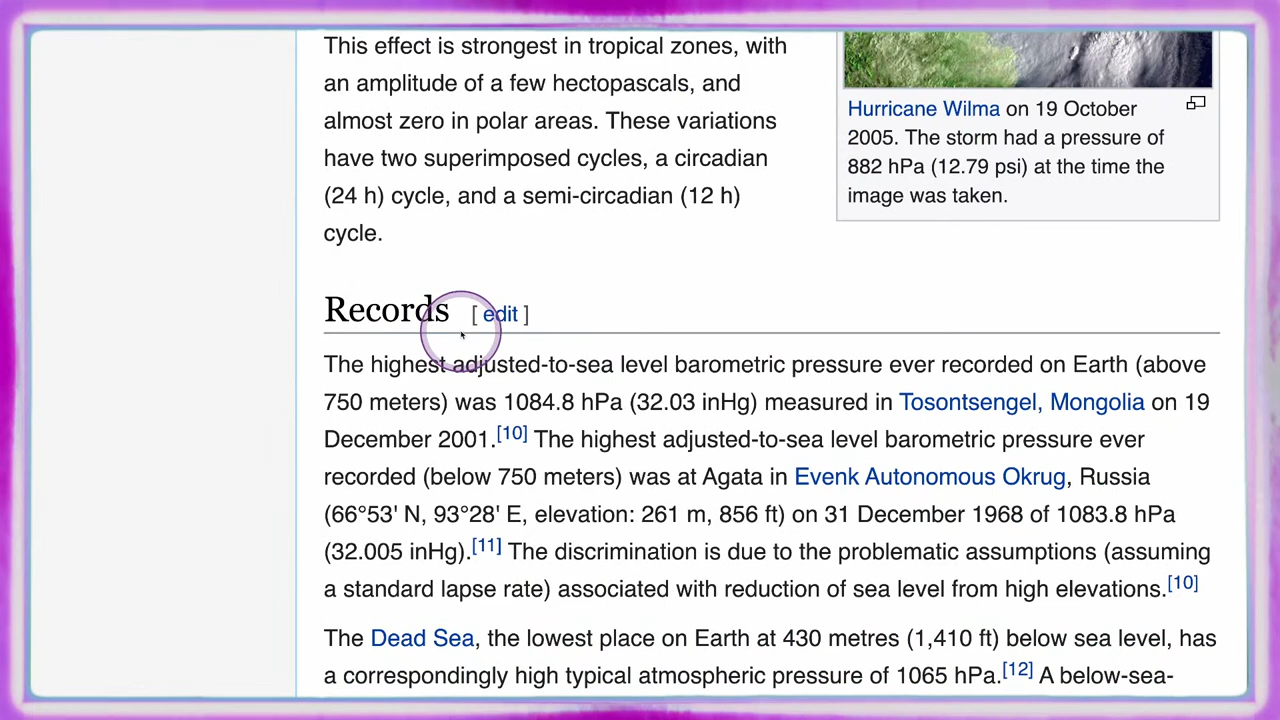 This effect is strongest in tropical zones, with
an amplitude of a few hectopascals, and
almost zero in polar areas. These variations
have two superimposed cycles, a circadian
(24 h) cycle, and a semi-circadian (12 h)
cycle.
Hurricane Wilma on 19 October
2005. The storm had a pressure of
882 hPa (12.79 psi) at the time the
image was taken.
Records [ edit ]
The highest adjusted-to-sea level barometric pressure ever recorded on Earth (above
750 meters) was 1084.8 hPa (32.03 inHg) measured in Tosontsengel, Mongolia on 19
December 2001.[10] The highest adjusted-to-sea level barometric pressure ever
recorded (below 750 meters) was at Agata in Evenk Autonomous Okrug, Russia
(66°53' N, 93°28' E, elevation: 261 m, 856 ft) on 31 December 1968 of 1083.8 hPa
(32.005 inHg).[11] The discrimination is due to the problematic assumptions (assuming
a standard lapse rate) associated with reduction of sea level from high elevations.[10]
The Dead Sea, the lowest place on Earth at 430 metres (1,410 ft) below sea level, has
a correspondingly high typical atmospheric pressure of 1065 hPa.[12] A below-sea-